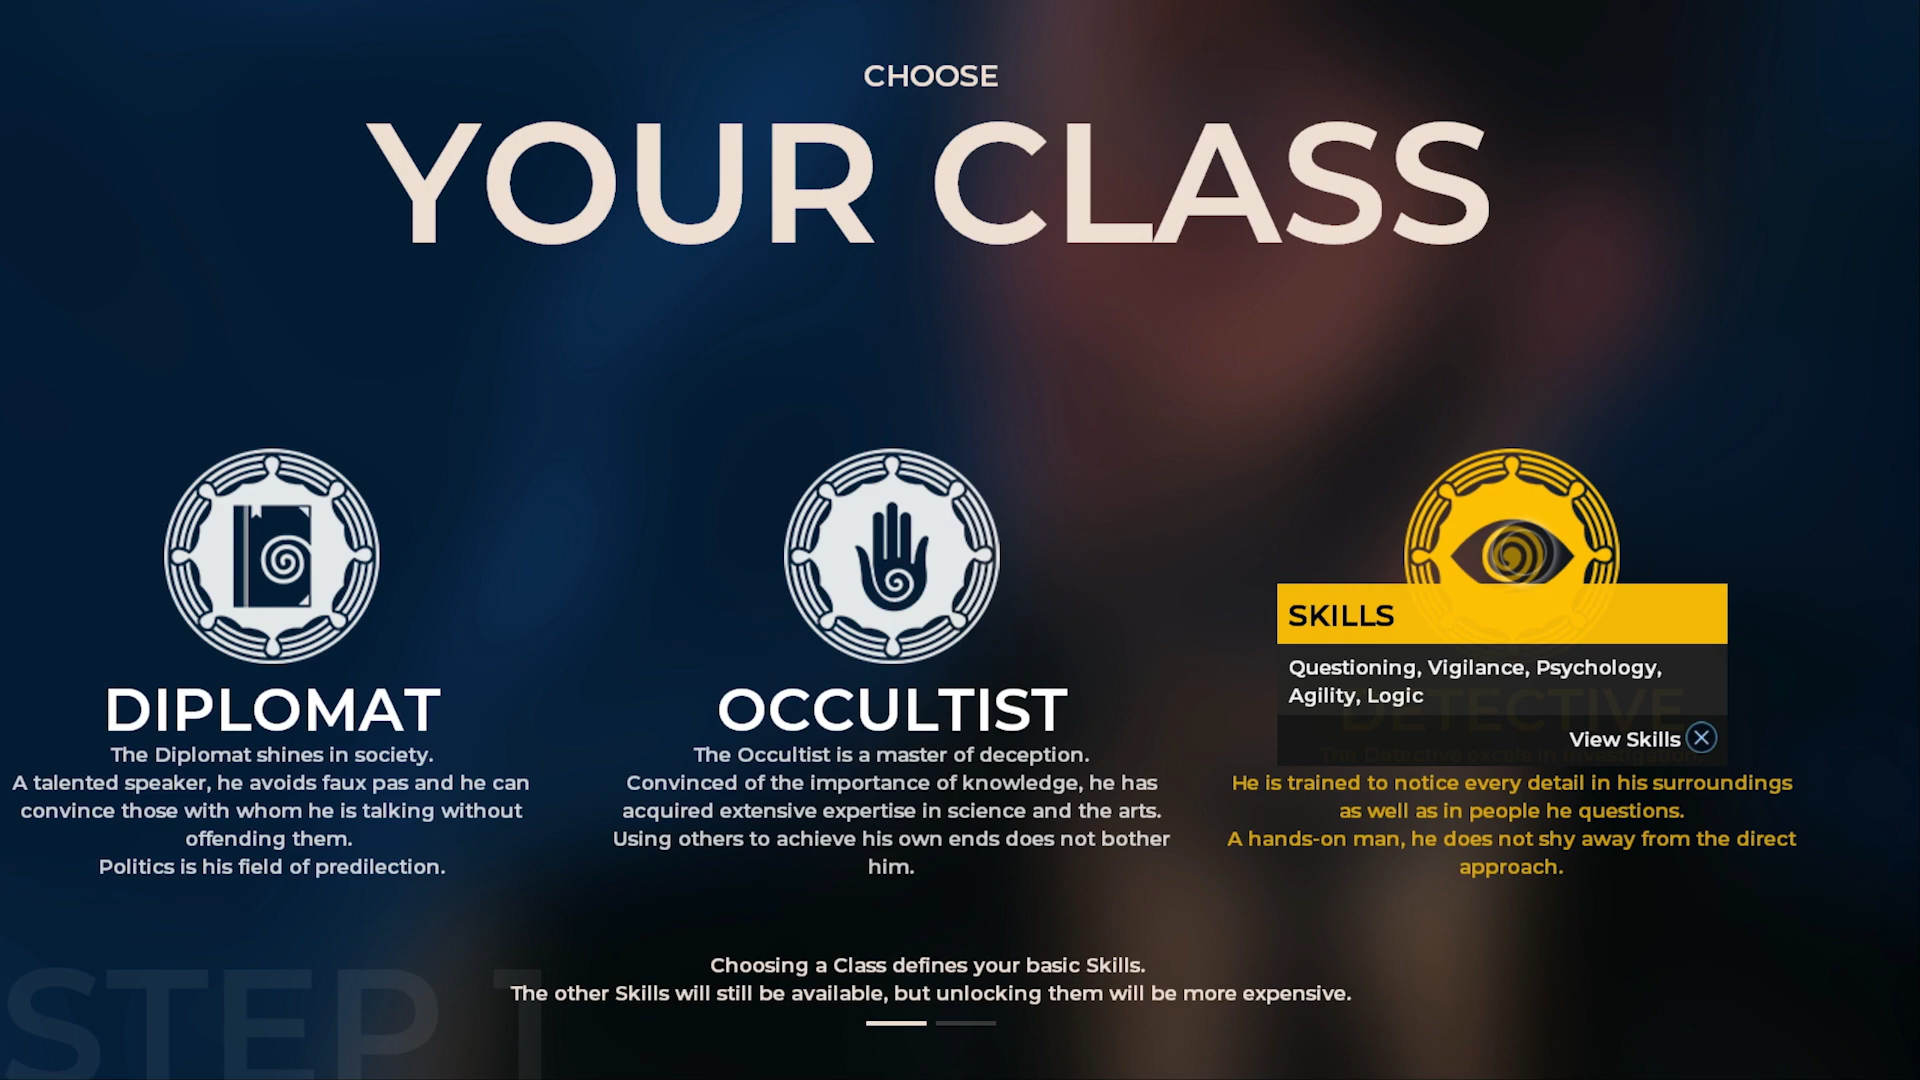 CHOOSE
YOUR CLASS
DIPLOMAT
The Diplomat shines in society.
A talented speaker, he avoids faux pas and he can
convince those with whom he is talking without
offending them.
Politics is his field of predilection.
OCCULTIST
The Occultist is a master of deception.
Convinced of the importance of knowledge, he has
acquired extensive expertise in science and the arts.
Using others to achieve his own ends does not bother
him.
SKILLS
Questioning, Vigilance, Psychology,
Agility, Logic
View Skills
DETECTIVE
The Detective excels in investigation.
He is trained to notice every detail in his surroundings
as well as in people he questions.
A hands-on man, he does not shy away from the direct
approach.
Choosing a Class defines your basic Skills.
The other Skills will still be available, but unlocking them will be more expensive.
STEP 1